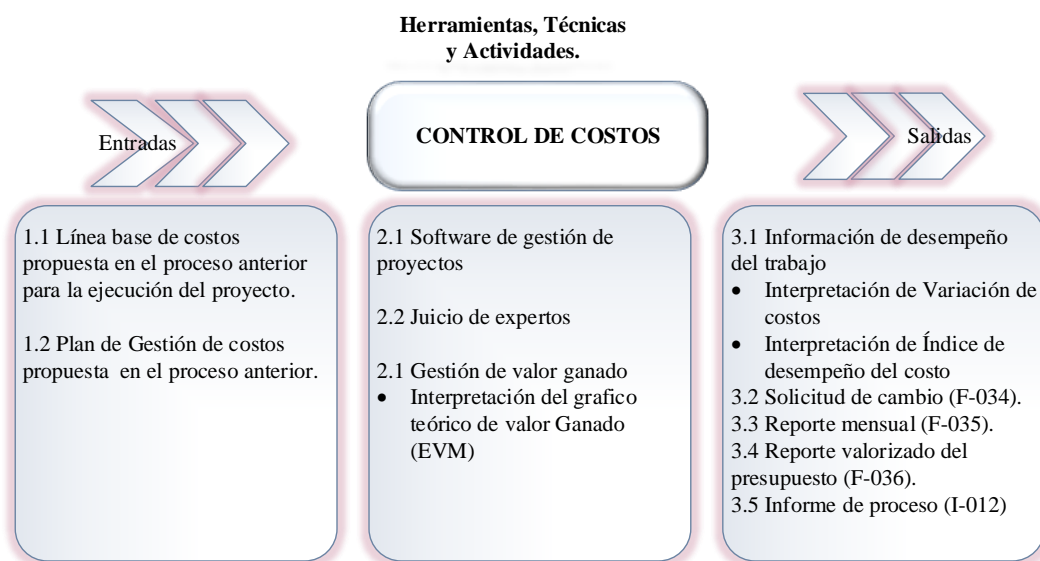 Herramientas, Técnicas
y Actividades.
Entradas
CONTROL DE COSTOS
Salidas
1.1 Línea base de costos
propuesta en el proceso anterior
para la ejecución del proyecto.
1.2 Plan de Gestión de costos
propuesta en el proceso anterior.
2.1 Software de gestión de
proyectos
2.2 Juicio de expertos
2.1 Gestión de valor ganado
• Interpretación del grafico
teórico de valor Ganado
(EVM)
3.1 Información de desempeño
del trabajo
• Interpretación de Variación de
costos
• Interpretación de Índice de
desempeño del costo
3.2 Solicitud de cambio (F-034).
3.3 Reporte mensual (F-035).
3.4 Reporte valorizado del
presupuesto (F-036).
3.5 Informe de proceso (I-012)